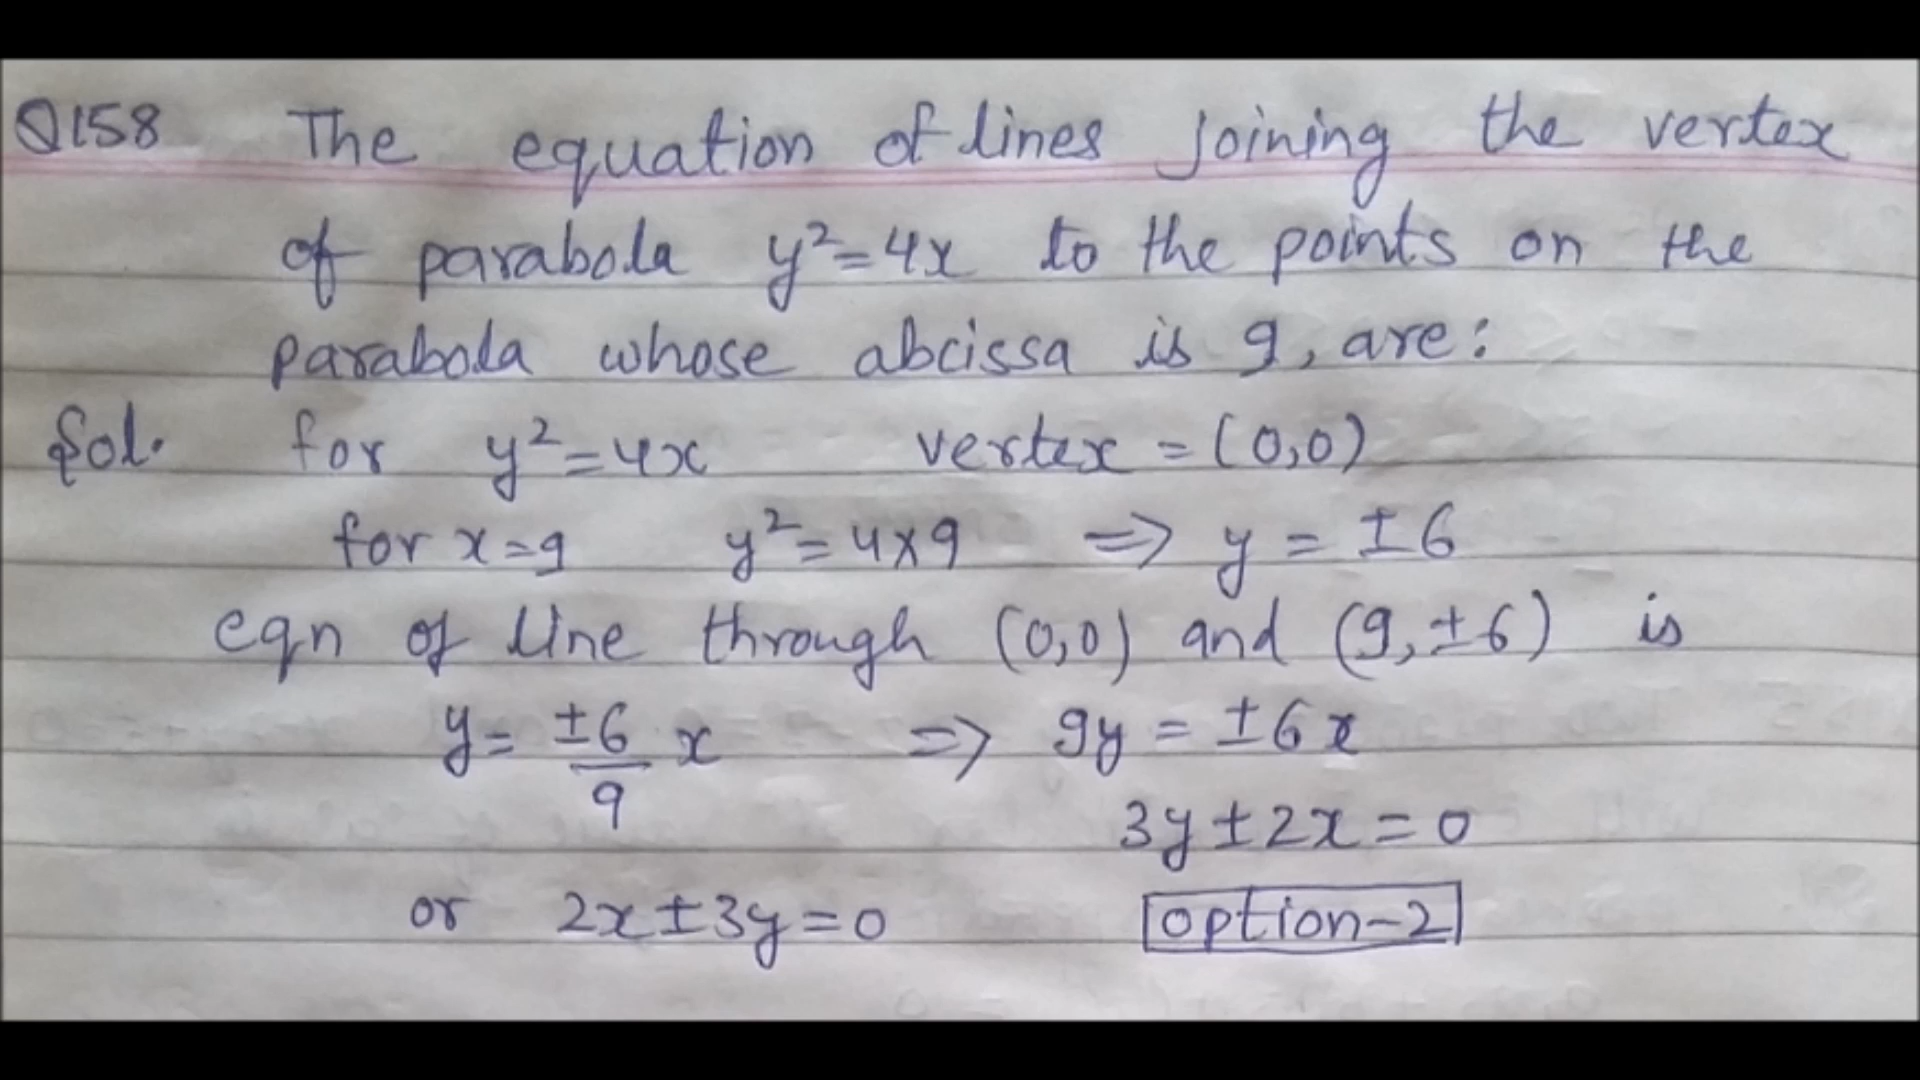 Q158 The equation of lines joining the vertex
of parabola y²=4x to the points on the
parabola whose abcissa is 9, are:
Sol. for y²=4x vertex = (0,0)
for x=9 y²=4x9 => y = ±6
eqn of line through (0,0) and (9,±6) is
y= ±6/9 x => 9y = ±6x
3y±2x=0
or 2x±3y=0 option-2